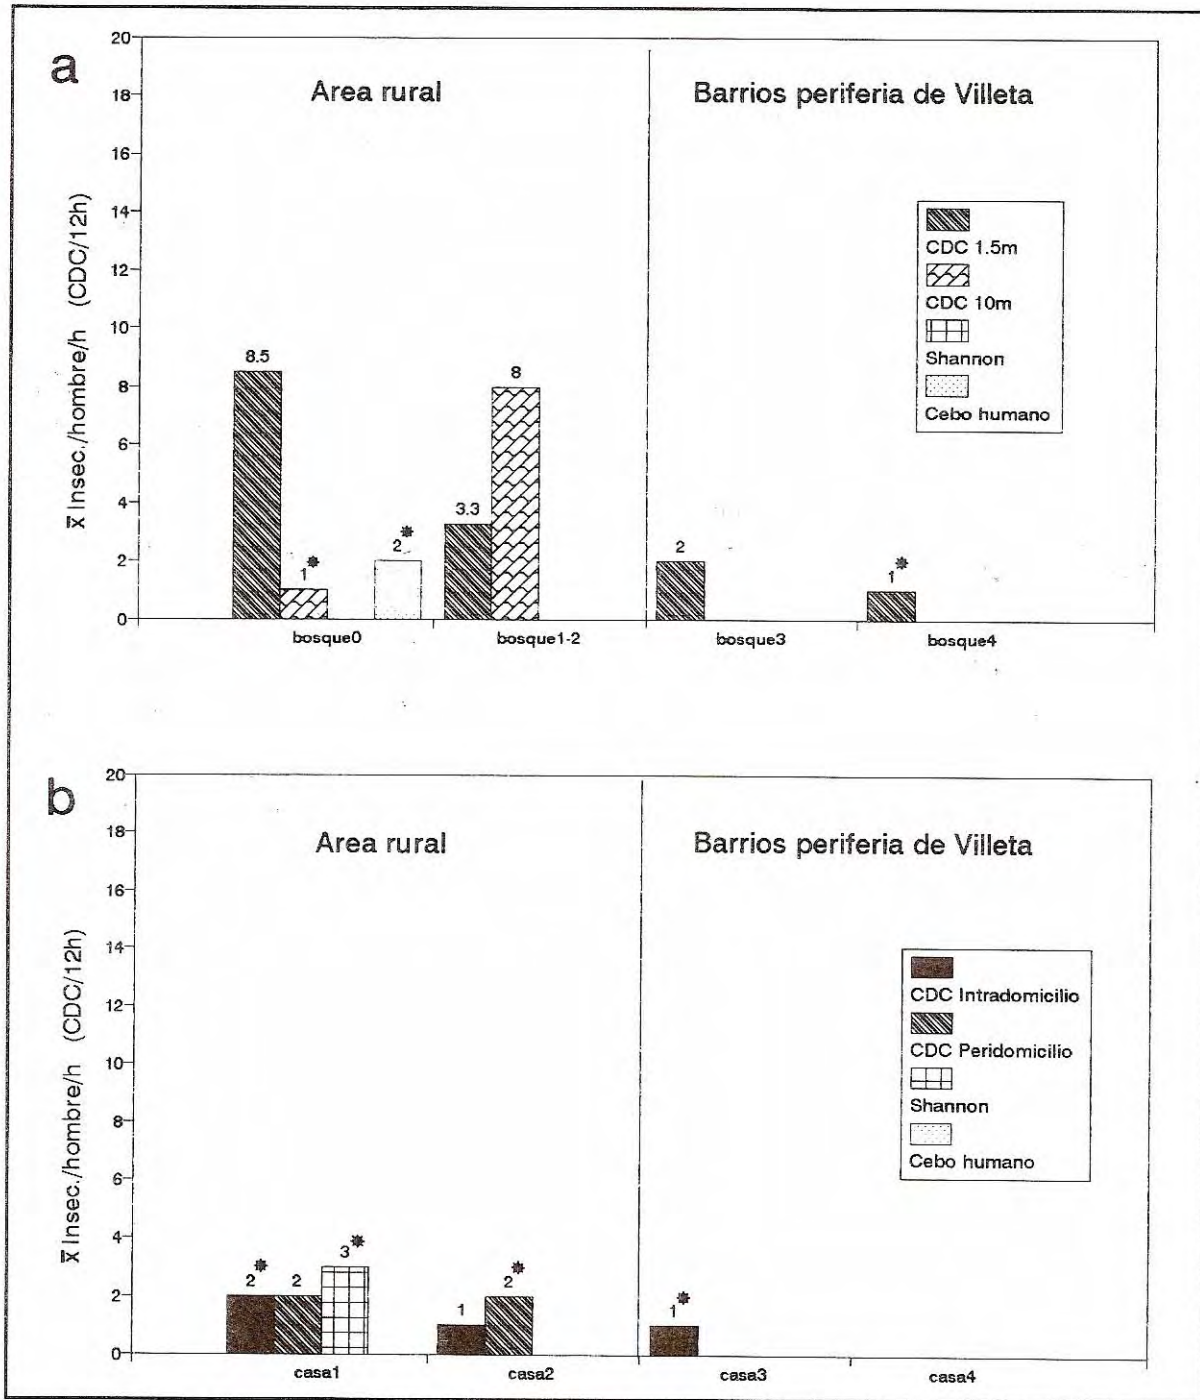 a
20
18
16
14
12
10
8
6
4
2
0
x̄ Insec./hombre/h (CDC/12h)
Area rural
Barrios periferia de Villeta
CDC 1.5m
CDC 10m
Shannon
Cebo humano
8.5
1*
2*
3.3
8
2
1*
bosque0
bosque1-2
bosque3
bosque4
b
20
18
16
14
12
10
8
6
4
2
0
x̄ Insec./hombre/h (CDC/12h)
Area rural
Barrios periferia de Villeta
CDC Intradomicilio
CDC Peridomicilio
Shannon
Cebo humano
2*
2
3*
1
2*
1*
casa1
casa2
casa3
casa4